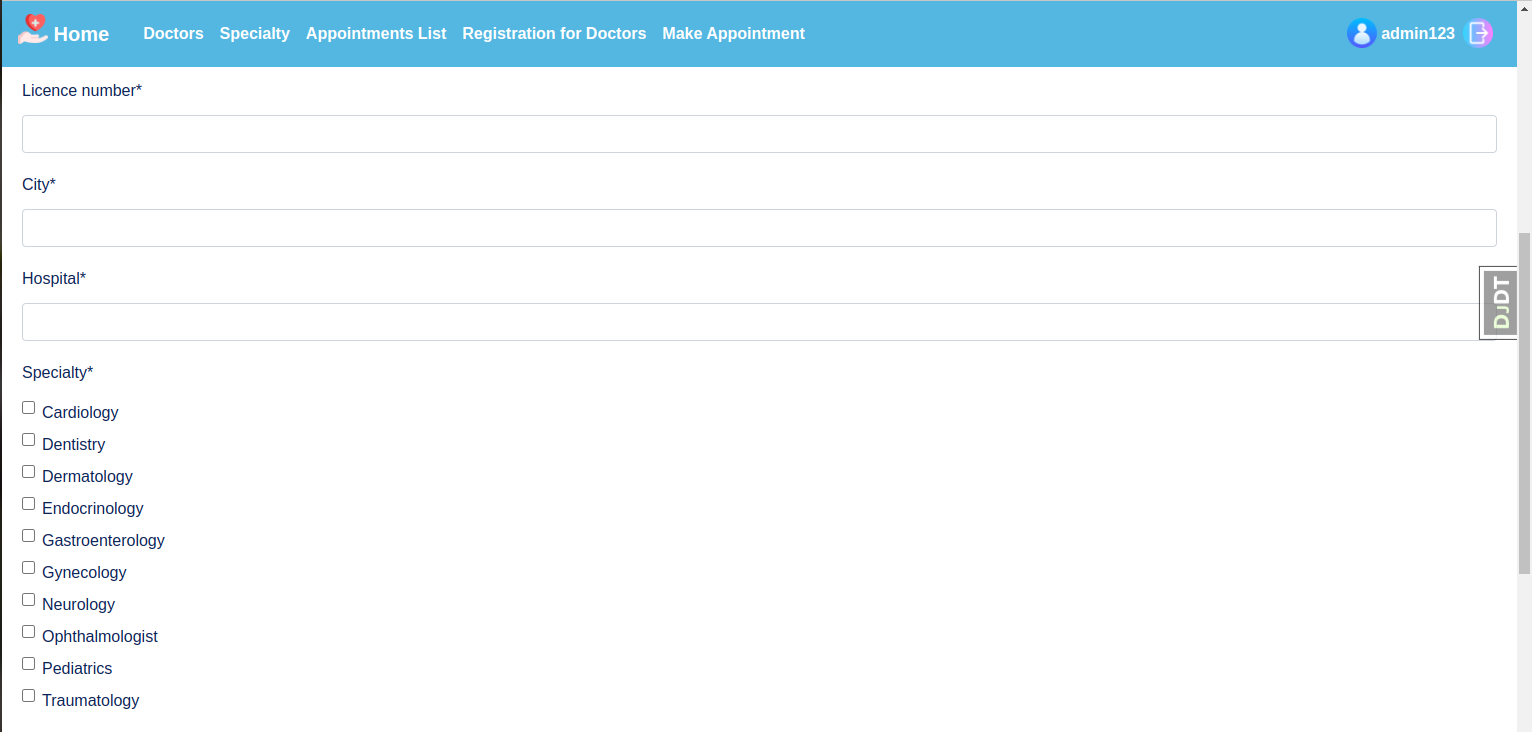 Home Doctors Specialty Appointments List Registration for Doctors Make Appointment admin123
Licence number*
City*
Hospital*
DJDT
Specialty*
Cardiology
Dentistry
Dermatology
Endocrinology
Gastroenterology
Gynecology
Neurology
Ophthalmologist
Pediatrics
Traumatology